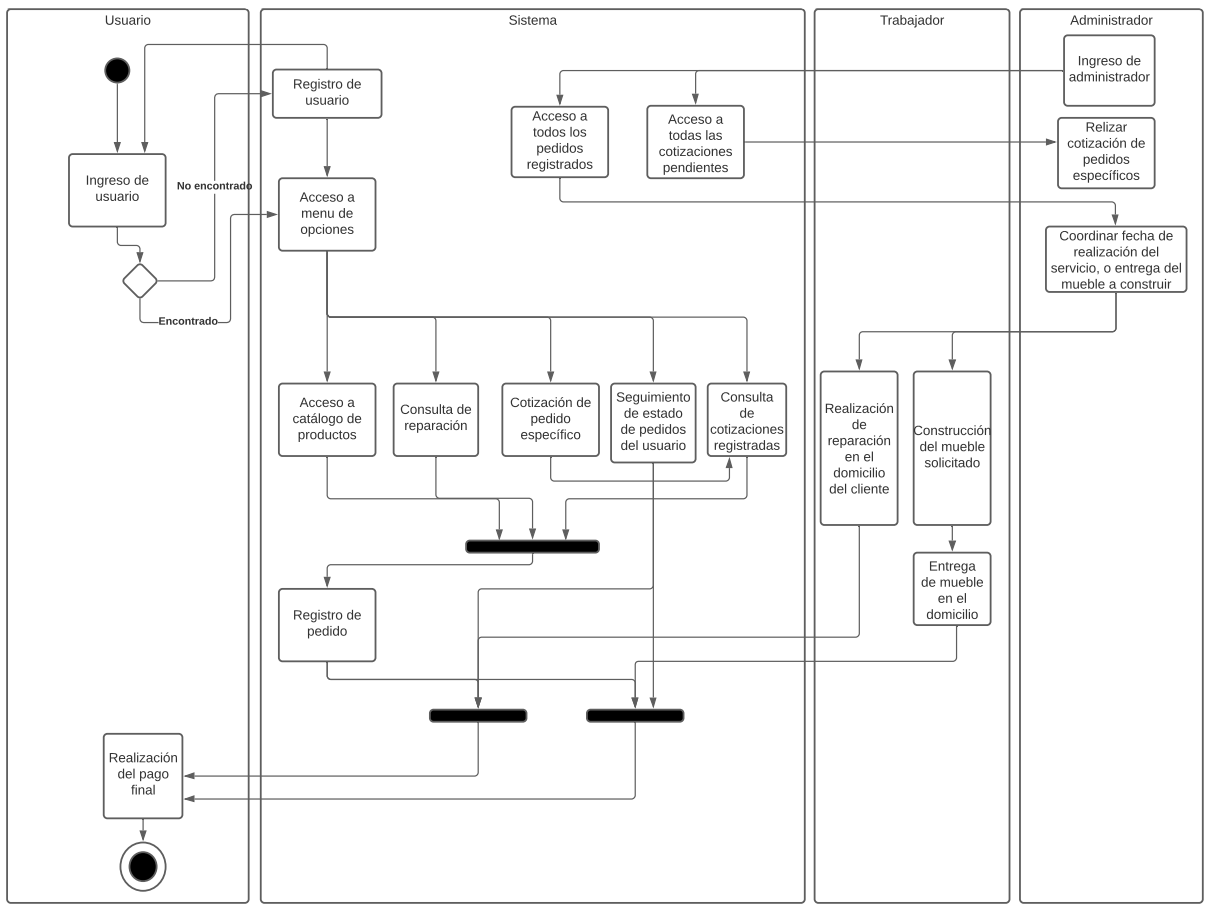 Usuario
Sistema
Trabajador
Administrador
Ingreso de
administrador
Registro de
usuario
Acceso a
todos los
pedidos
registrados
Acceso a
todas las
cotizaciones
pendientes
Relizar
cotización de
pedidos
específicos
Ingreso de
usuario
No encontrado
Acceso a
menu de
opciones
Coordinar fecha de
realización del
servicio, o entrega del
mueble a construir
Encontrado
Acceso a
catálogo de
productos
Consulta de
reparación
Cotización de
pedido
específico
Seguimiento
de estado
de pedidos
del usuario
Consulta
de
cotizaciones
registradas
Realización
de
reparación
en el
domicilio
del cliente
Construcción
del mueble
solicitado
Entrega
de mueble
en el
domicilio
Registro de
pedido
Realización
del pago
final